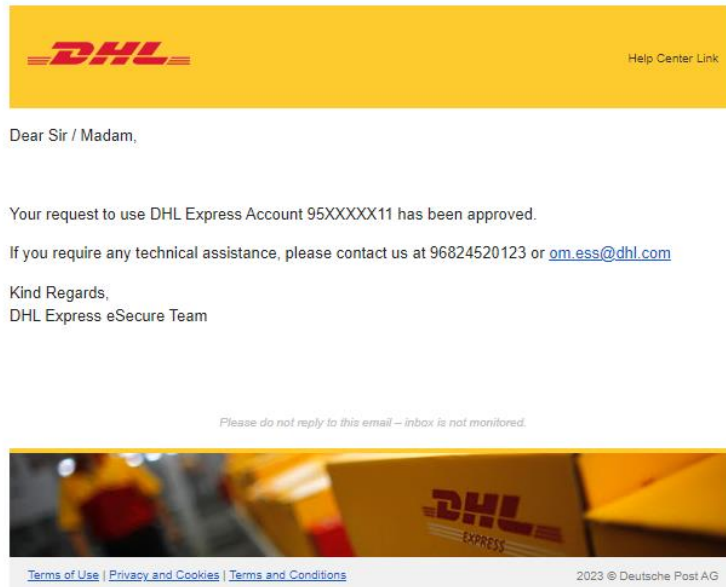 DHL
Help Center Link
Dear Sir / Madam,
Your request to use DHL Express Account 95XXXXX11 has been approved.
If you require any technical assistance, please contact us at 96824520123 or om.ess@dhl.com
Kind Regards,
DHL Express eSecure Team
Please do not reply to this email – inbox is not monitored.
DHL
EXPRESS
Terms of Use | Privacy and Cookies | Terms and Conditions
2023 © Deutsche Post AG